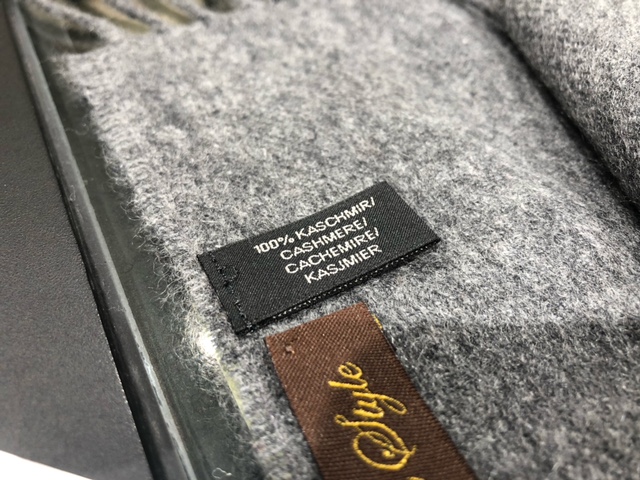 100% KASCHMIR/
CASHMERE/
CACHEMIRE/
KASJMIER
Style